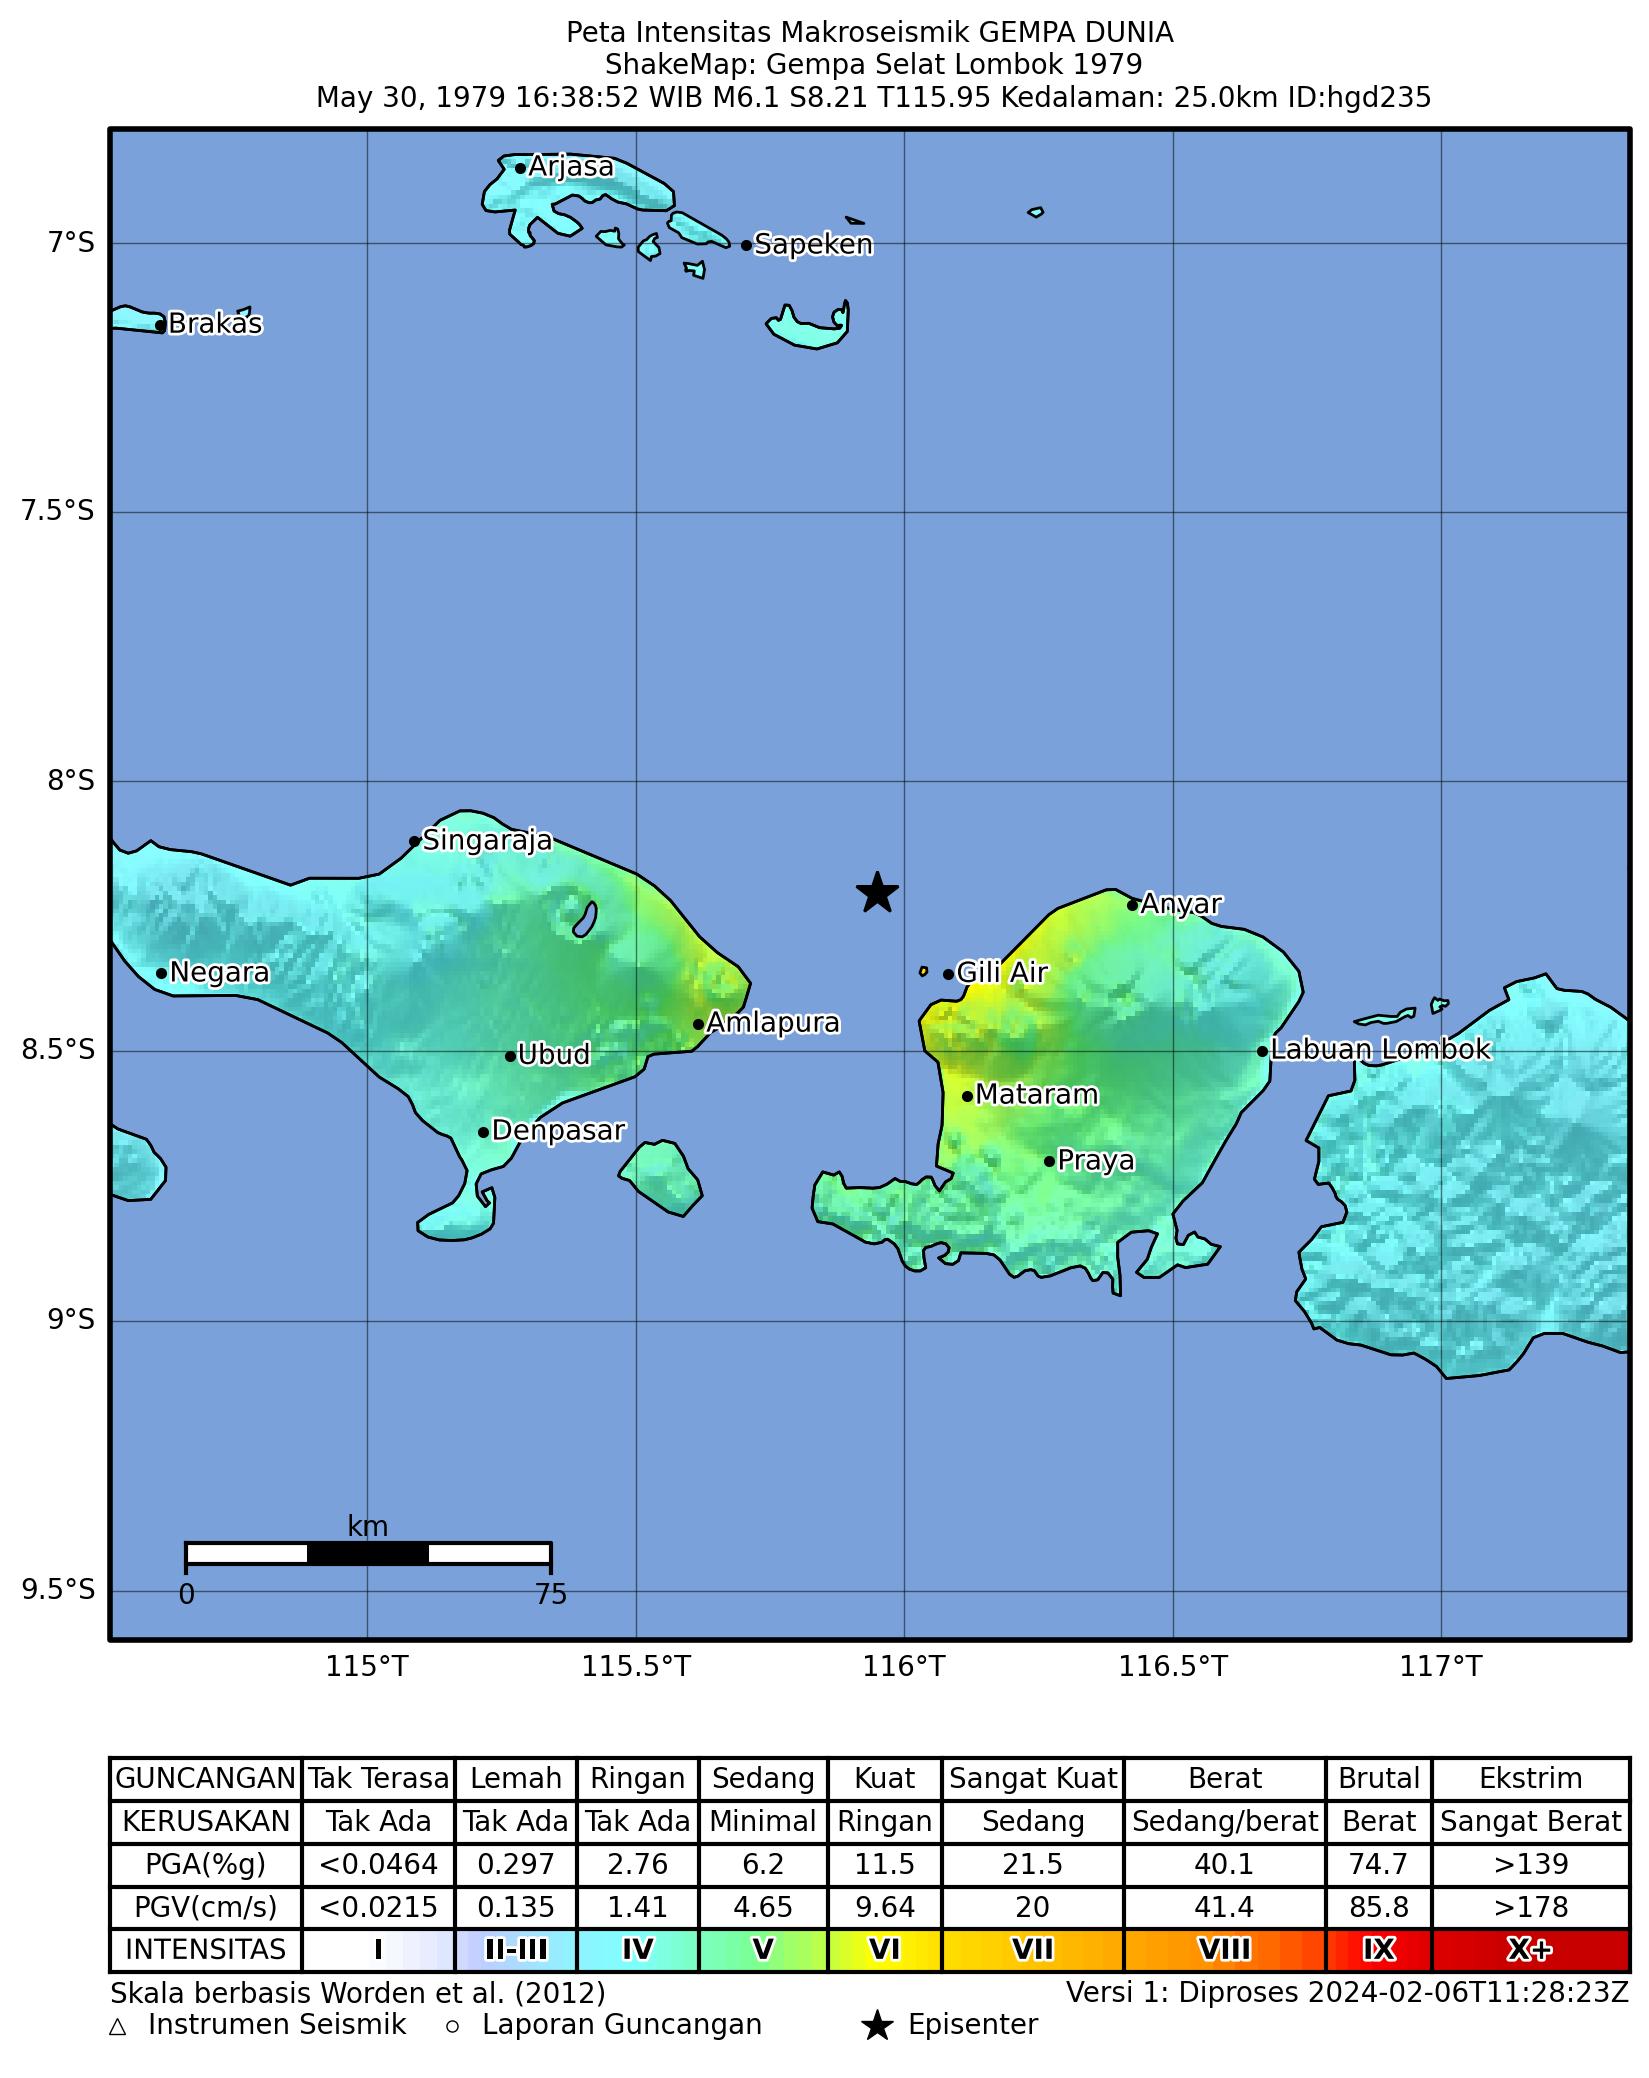 Peta Intensitas Makroseismik GEMPA DUNIA
ShakeMap: Gempa Selat Lombok 1979
May 30, 1979 16:38:52 WIB M6.1 S8.21 T115.95 Kedalaman: 25.0km ID:hgd235
Arjasa
7°S
Sapeken
Brakas
7.5°S
8°S
Singaraja
Anyar
Negara
Gili Air
Amlapura
8.5°S
Ubud
Labuan Lombok
Mataram
Denpasar
Praya
9°S
km
0 75
9.5°S
115°T 115.5°T 116°T 116.5°T 117°T
GUNCANGAN Tak Terasa Lemah Ringan Sedang Kuat Sangat Kuat Berat Brutal Ekstrim
KERUSAKAN Tak Ada Tak Ada Tak Ada Minimal Ringan Sedang Sedang/berat Berat Sangat Berat
PGA(%g) <0.0464 0.297 2.76 6.2 11.5 21.5 40.1 74.7 >139
PGV(cm/s) <0.0215 0.135 1.41 4.65 9.64 20 41.4 85.8 >178
INTENSITAS I II-III IV V VI VII VIII IX X+
Skala berbasis Worden et al. (2012) Versi 1: Diproses 2024-02-06T11:28:23Z
Instrumen Seismik Laporan Guncangan Episenter